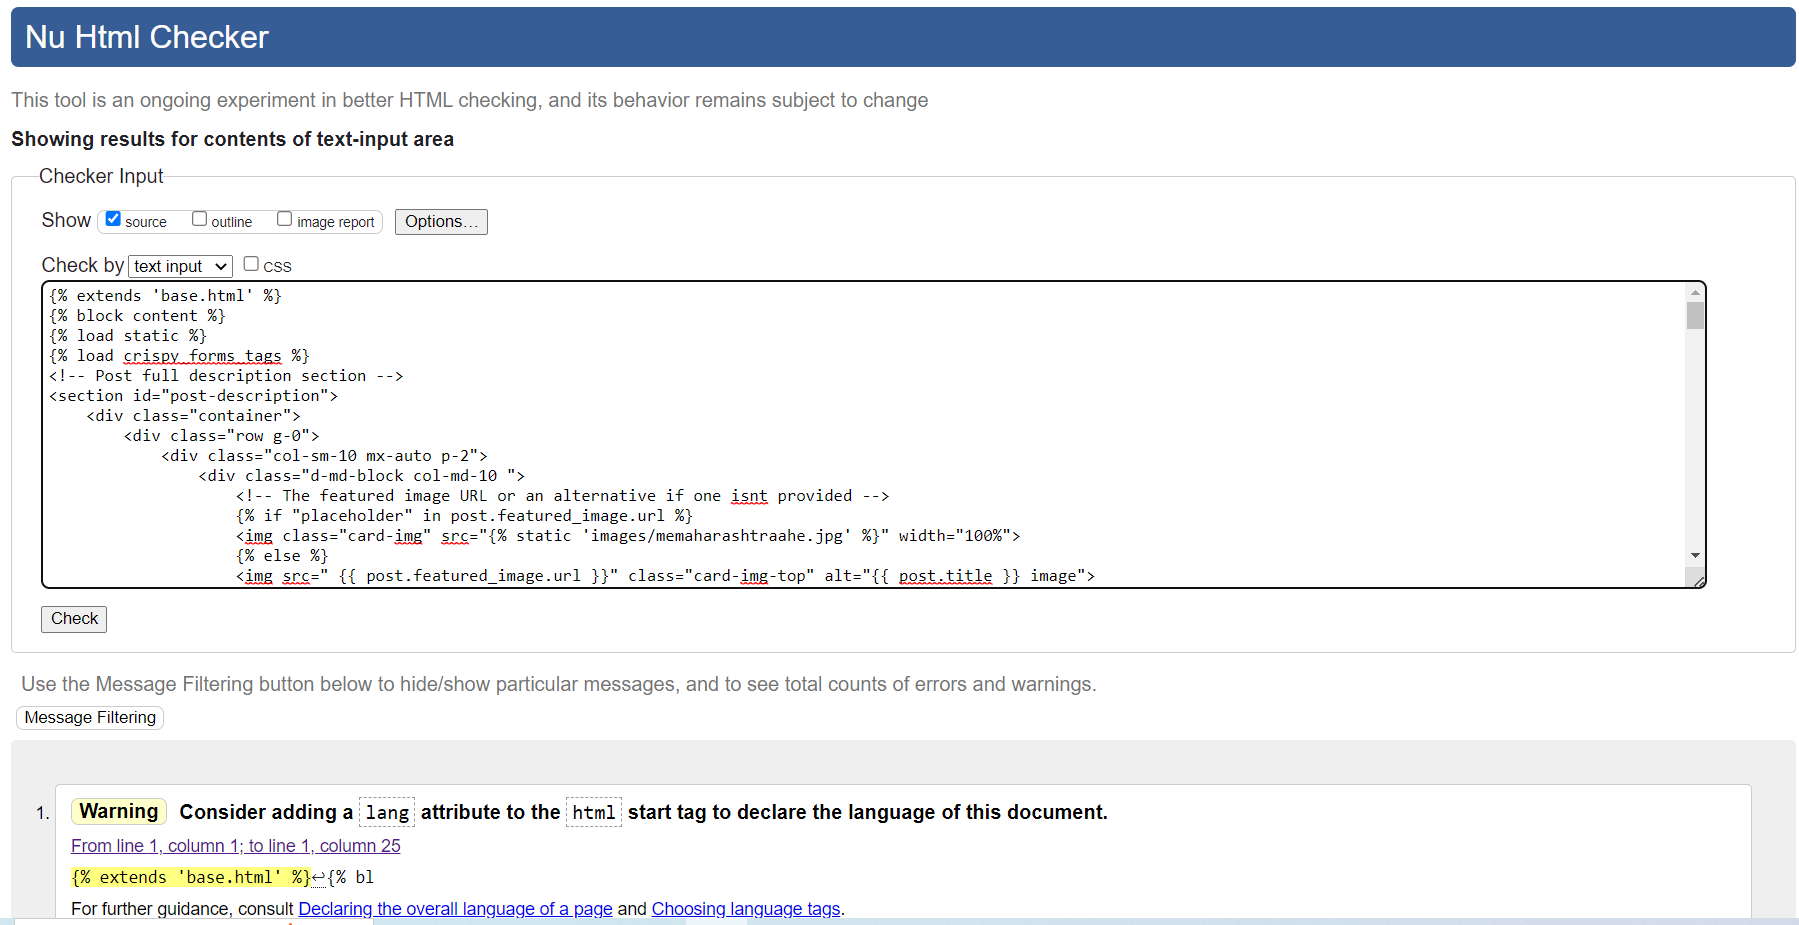 Nu Html Checker
This tool is an ongoing experiment in better HTML checking, and its behavior remains subject to change
Showing results for contents of text-input area
Checker Input
Show source outline image report Options...
Check by text input CSS
{% extends 'base.html' %}
{% block content %}
{% load static %}
{% load crispy_forms_tags %}
<!-- Post full description section -->
<section id="post-description">
    <div class="container">
        <div class="row g-0">
            <div class="col-sm-10 mx-auto p-2">
                <div class="d-md-block col-md-10 ">
                    <!-- The featured image URL or an alternative if one isnt provided -->
                    {% if "placeholder" in post.featured_image.url %}
                    <img class="card-img" src="{% static 'images/memaharashtraahe.jpg' %}" width="100%">
                    {% else %}
                    <img src=" {{ post.featured_image.url }}" class="card-img-top" alt="{{ post.title }} image">
Check
Use the Message Filtering button below to hide/show particular messages, and to see total counts of errors and warnings.
Message Filtering
1. Warning Consider adding a lang attribute to the html start tag to declare the language of this document.
From line 1, column 1; to line 1, column 25
{% extends 'base.html' %}↩{% bl
For further guidance, consult Declaring the overall language of a page and Choosing language tags.